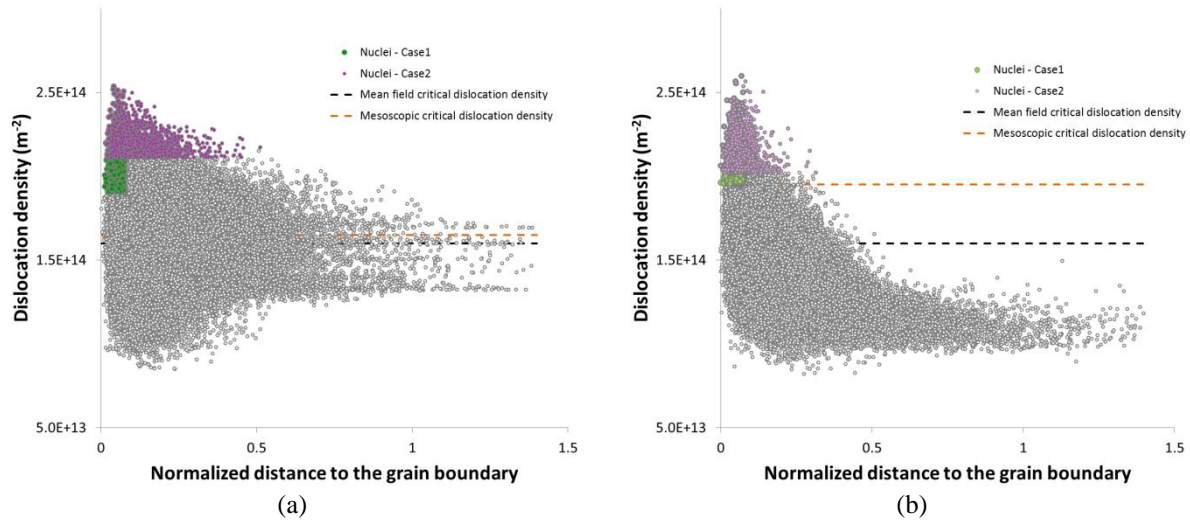 Nuclei - Case1
Nuclei - Case2
Mean field critical dislocation density
Mesoscopic critical dislocation density
2.5E+14
1.5E+14
5.0E+13
Dislocation density (m-2)
0
0.5
1
1.5
Normalized distance to the grain boundary
(a)
Nuclei - Case1
Nuclei - Case2
Mean field critical dislocation density
Mesoscopic critical dislocation density
2.5E+14
1.5E+14
5.0E+13
Dislocation density (m-2)
0
0.5
1
1.5
Normalized distance to the grain boundary
(b)